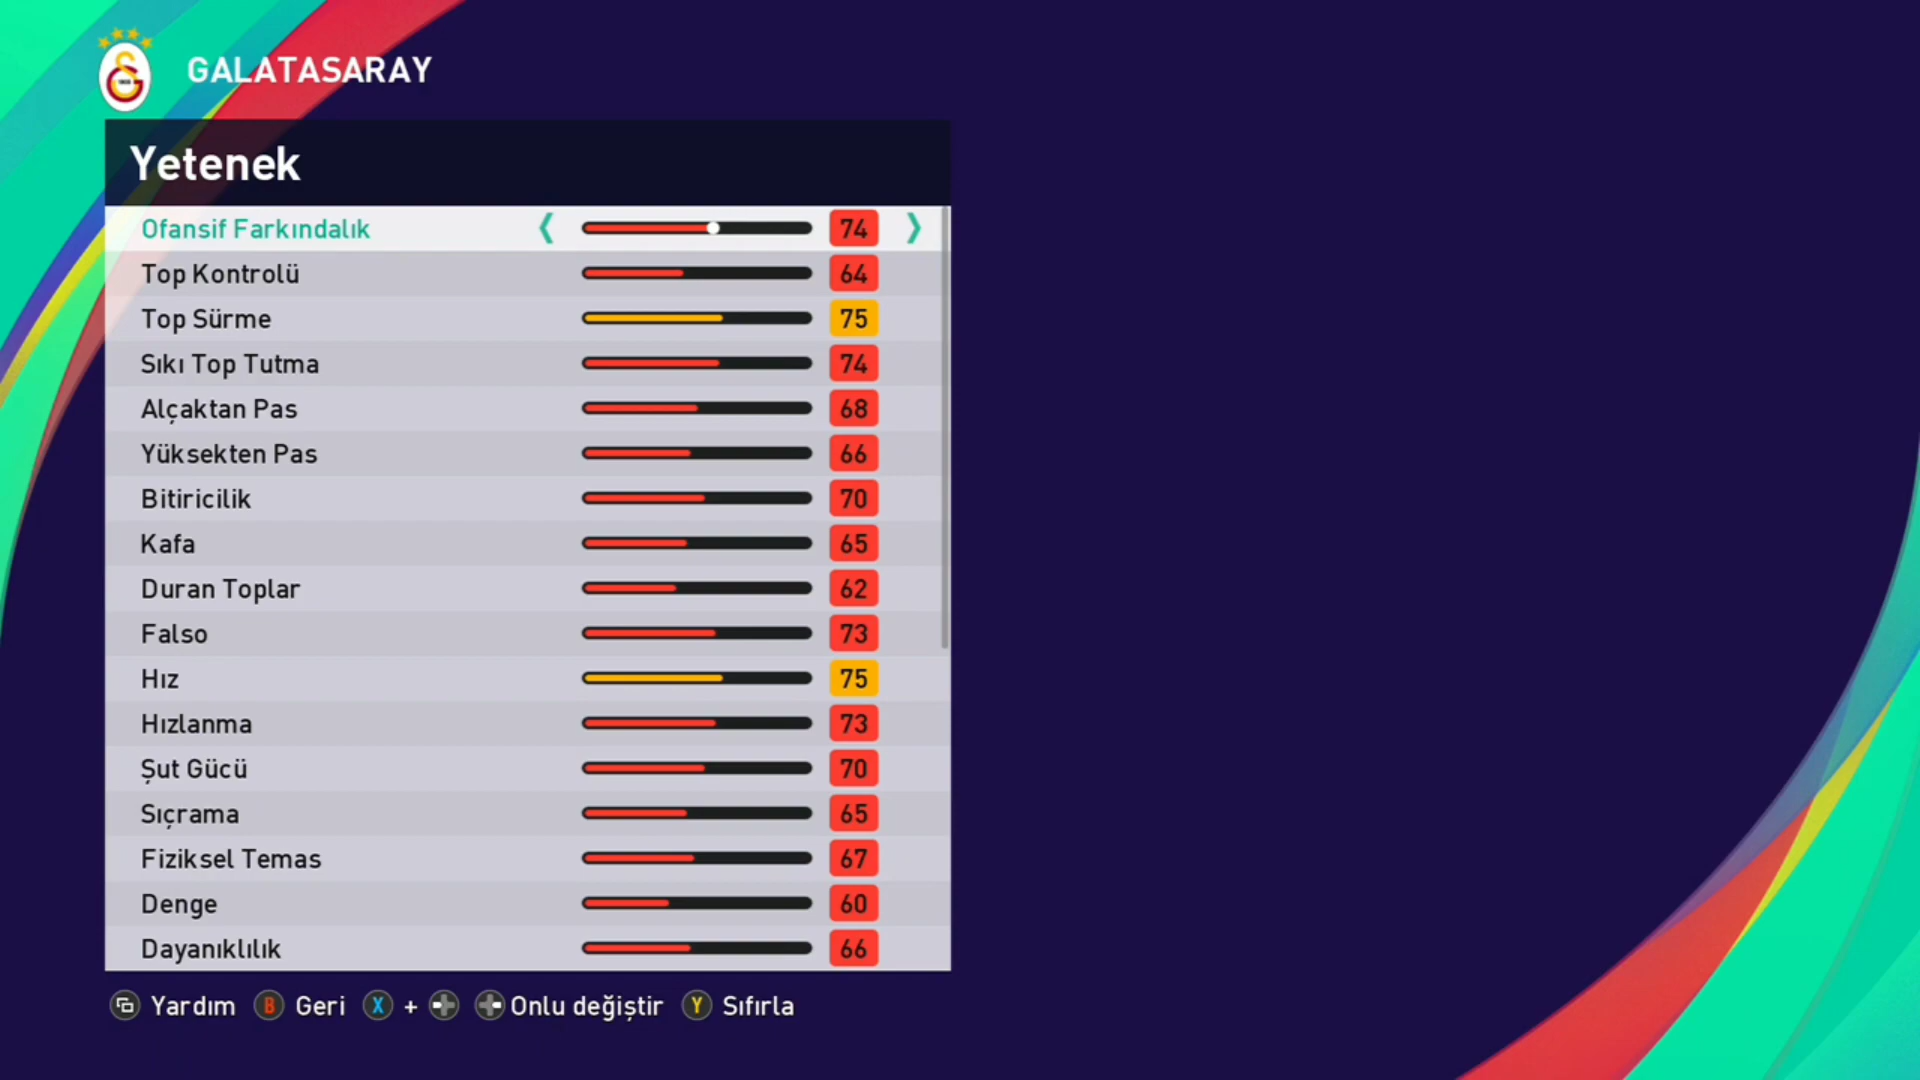 GALATASARAY
Yetenek
Ofansif Farkındalık 74
Top Kontrolü 64
Top Sürme 75
Sıkı Top Tutma 74
Alçaktan Pas 68
Yüksekten Pas 66
Bitiricilik 70
Kafa 65
Duran Toplar 62
Falso 73
Hız 75
Hızlanma 73
Şut Gücü 70
Sıçrama 65
Fiziksel Temas 67
Denge 60
Dayanıklılık 66
Yardım B Geri X + Onlu değiştir Y Sıfırla